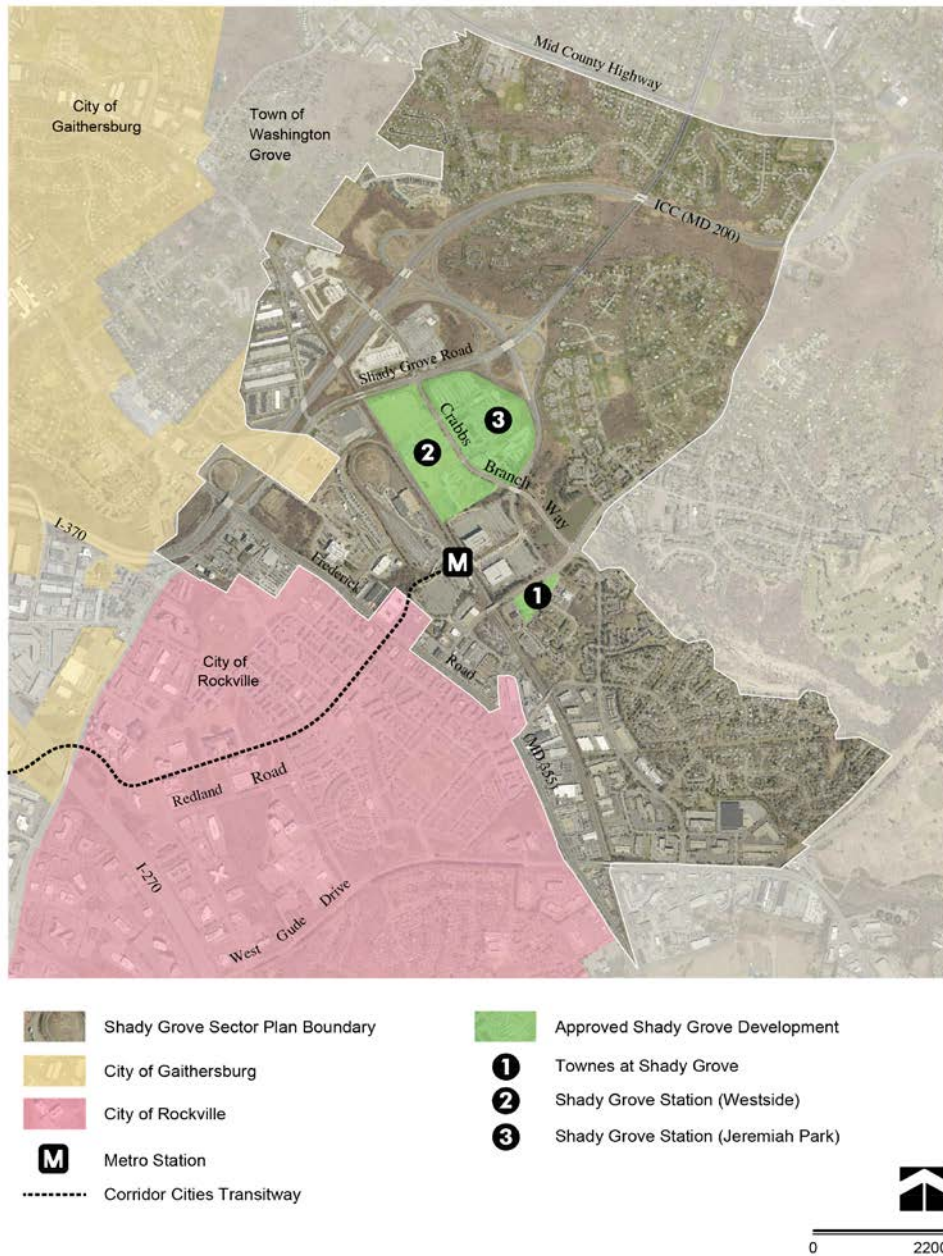 Mid County Highway
City of
Gaithersburg
Town of
Washington
Grove
ICC (MD 200)
Shady Grove Road
3
Crabbs
2
Branch
Way
I-370
M
Frederick
1
City of
Rockville
Road
(MD 355)
Redland Road
I-270
West Gude Drive
Shady Grove Sector Plan Boundary
City of Gaithersburg
City of Rockville
M Metro Station
Corridor Cities Transitway
Approved Shady Grove Development
1 Townes at Shady Grove
2 Shady Grove Station (Westside)
3 Shady Grove Station (Jeremiah Park)
0 2200